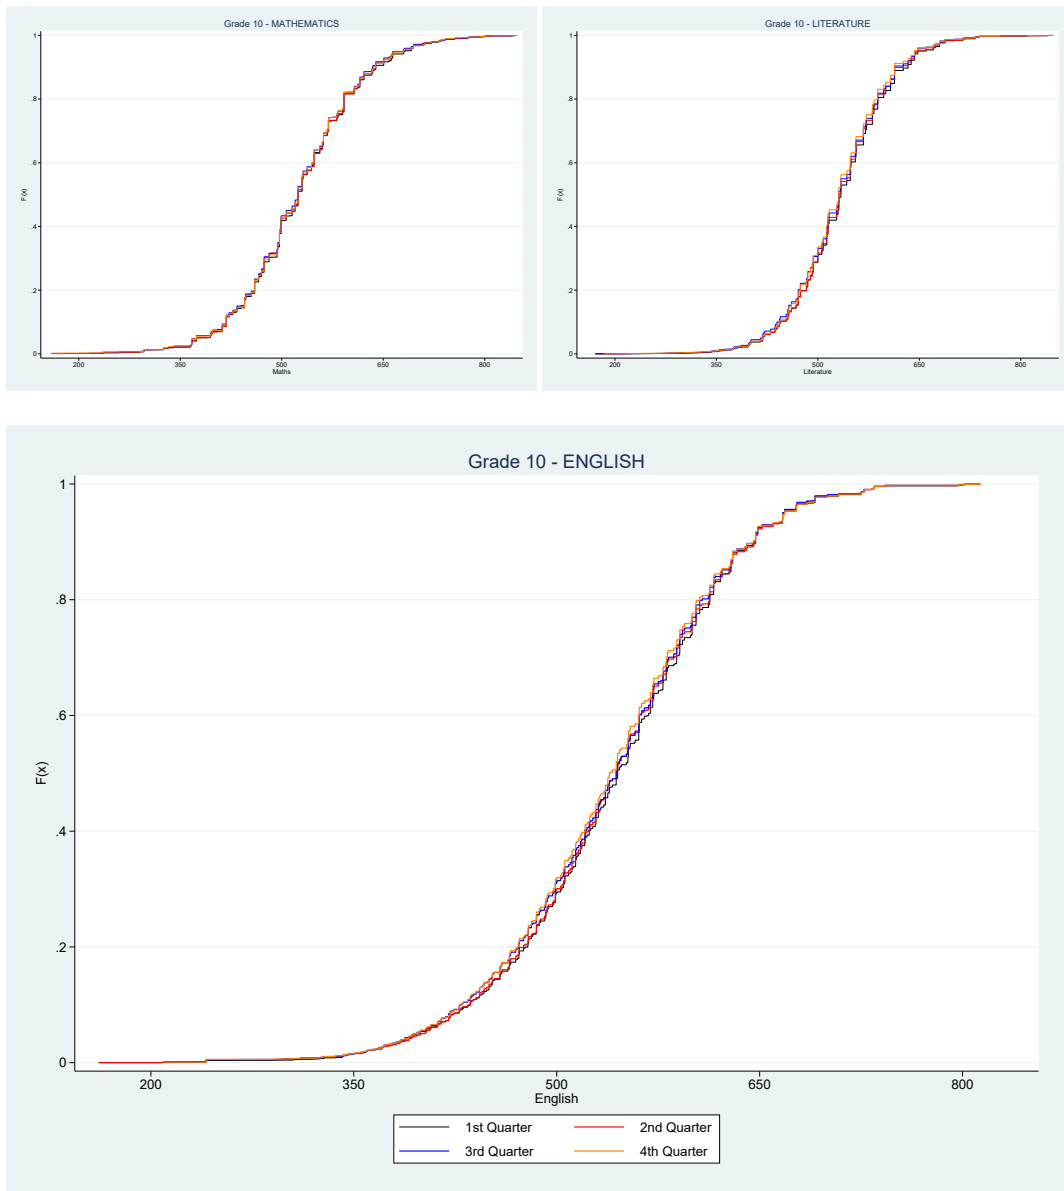 Grade 10 - MATHEMATICS
1
.8
.6
.4
.2
0
F(x)
200 350 500 650 800
Maths
Grade 10 - LITERATURE
1
.8
.6
.4
.2
0
F(x)
200 350 500 650 800
Literature
Grade 10 - ENGLISH
1
.8
.6
.4
.2
0
F(x)
200 350 500 650 800
English
1st Quarter 2nd Quarter
3rd Quarter 4th Quarter